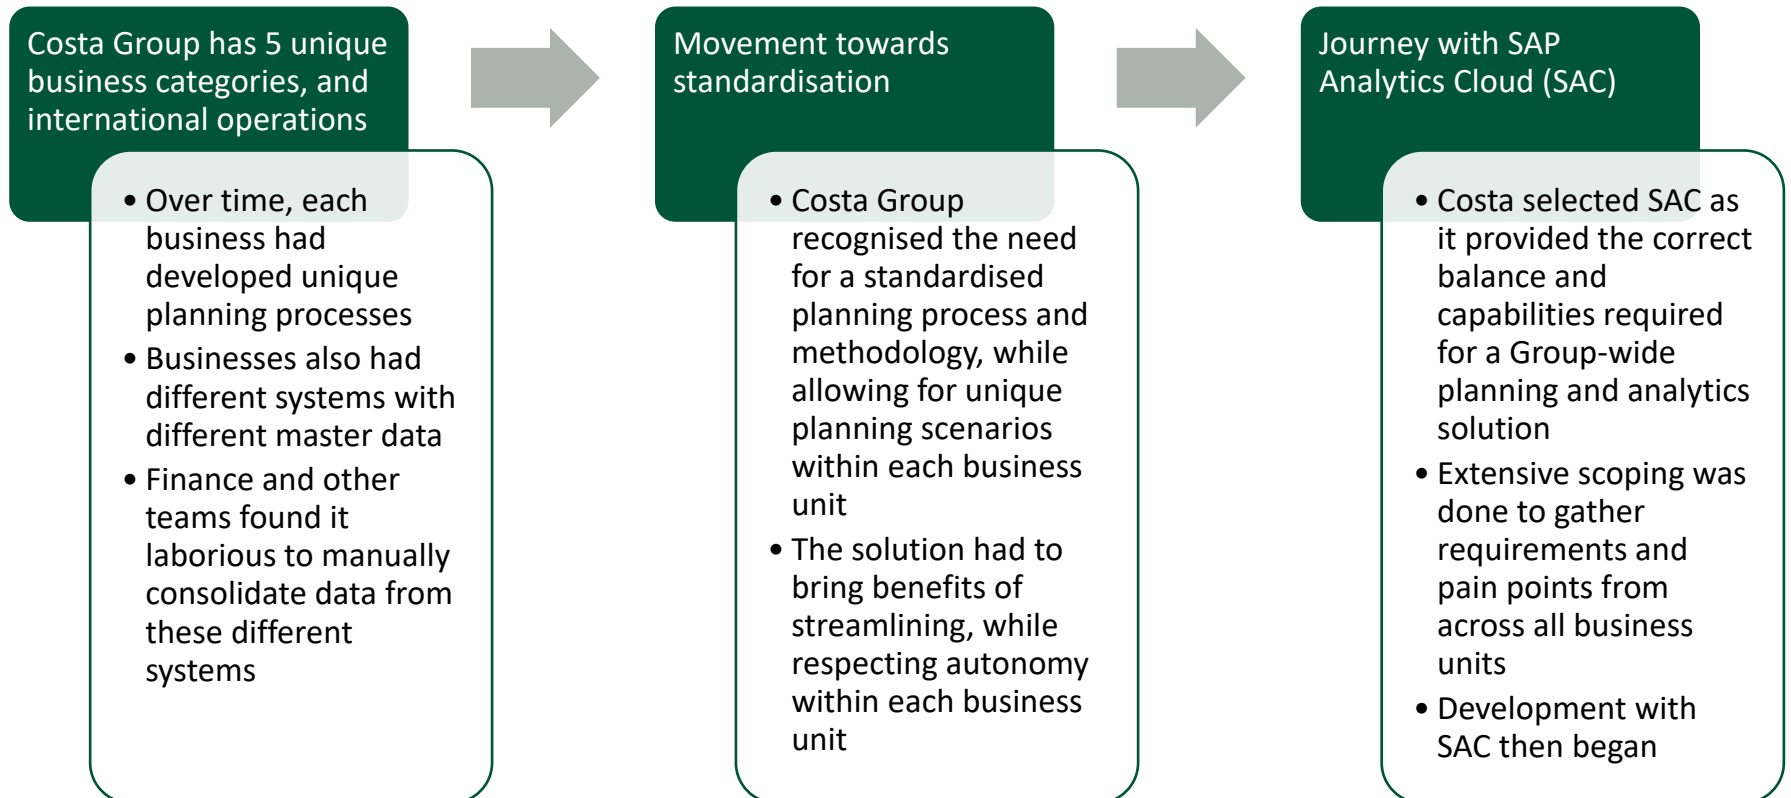 Costa Group has 5 unique
business categories, and
international operations
• Over time, each
business had
developed unique
planning processes
• Businesses also had
different systems with
different master data
• Finance and other
teams found it
laborious to manually
consolidate data from
these different
systems
Movement towards
standardisation
• Costa Group
recognised the need
for a standardised
planning process and
methodology, while
allowing for unique
planning scenarios
within each business
unit
• The solution had to
bring benefits of
streamlining, while
respecting autonomy
within each business
unit
Journey with SAP
Analytics Cloud (SAC)
• Costa selected SAC as
it provided the correct
balance and
capabilities required
for a Group-wide
planning and analytics
solution
• Extensive scoping was
done to gather
requirements and
pain points from
across all business
units
• Development with
SAC then began